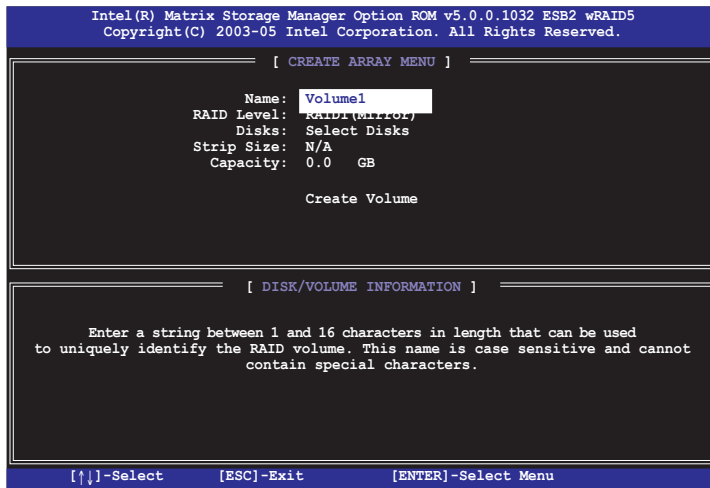 Intel(R) Matrix Storage Manager Option ROM v5.0.0.1032 ESB2 wRAID5
Copyright(C) 2003-05 Intel Corporation. All Rights Reserved.
[ CREATE ARRAY MENU ]
Name: Volume1
RAID Level: RAID1(Mirror)
Disks: Select Disks
Strip Size: N/A
Capacity: 0.0 GB
Create Volume
[ DISK/VOLUME INFORMATION ]
Enter a string between 1 and 16 characters in length that can be used
to uniquely identify the RAID volume. This name is case sensitive and cannot
contain special characters.
[↑↓]-Select [ESC]-Exit [ENTER]-Select Menu